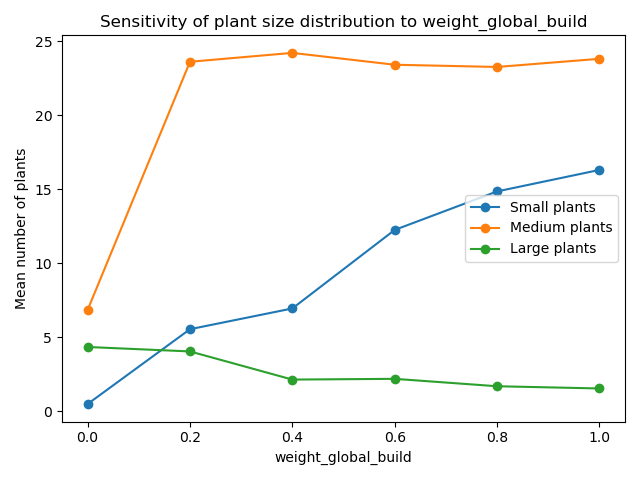 Sensitivity of plant size distribution to weight_global_build
Mean number of plants
25
20
15
10
5
0
Small plants
Medium plants
Large plants
0.0 0.2 0.4 0.6 0.8 1.0
weight_global_build